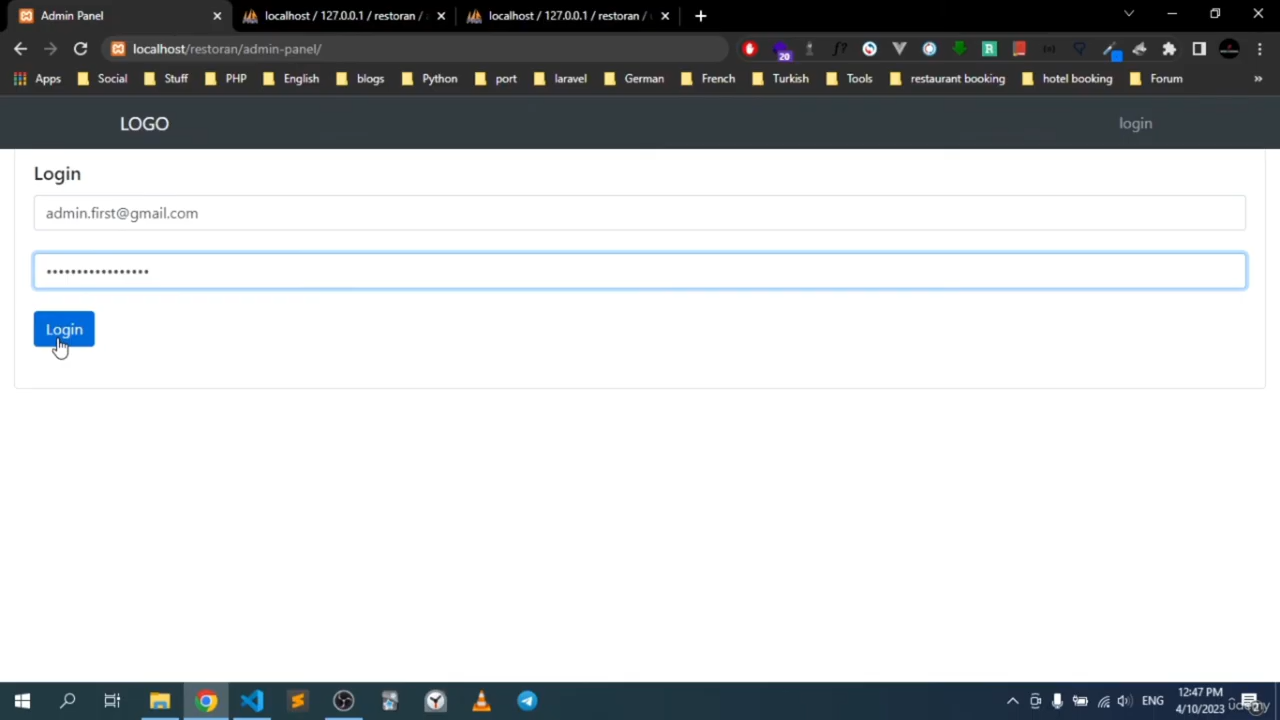 Admin Panel
localhost / 127.0.0.1 / restoran /
localhost / 127.0.0.1 / restoran /
localhost/restoran/admin-panel/
20
Apps Social Stuff PHP English blogs Python port laravel German French Turkish Tools restaurant booking hotel booking Forum »
LOGO login
Login
admin.first@gmail.com
•••••••••••••••••
Login
ENG
12:47 PM
4/10/2023
udemy